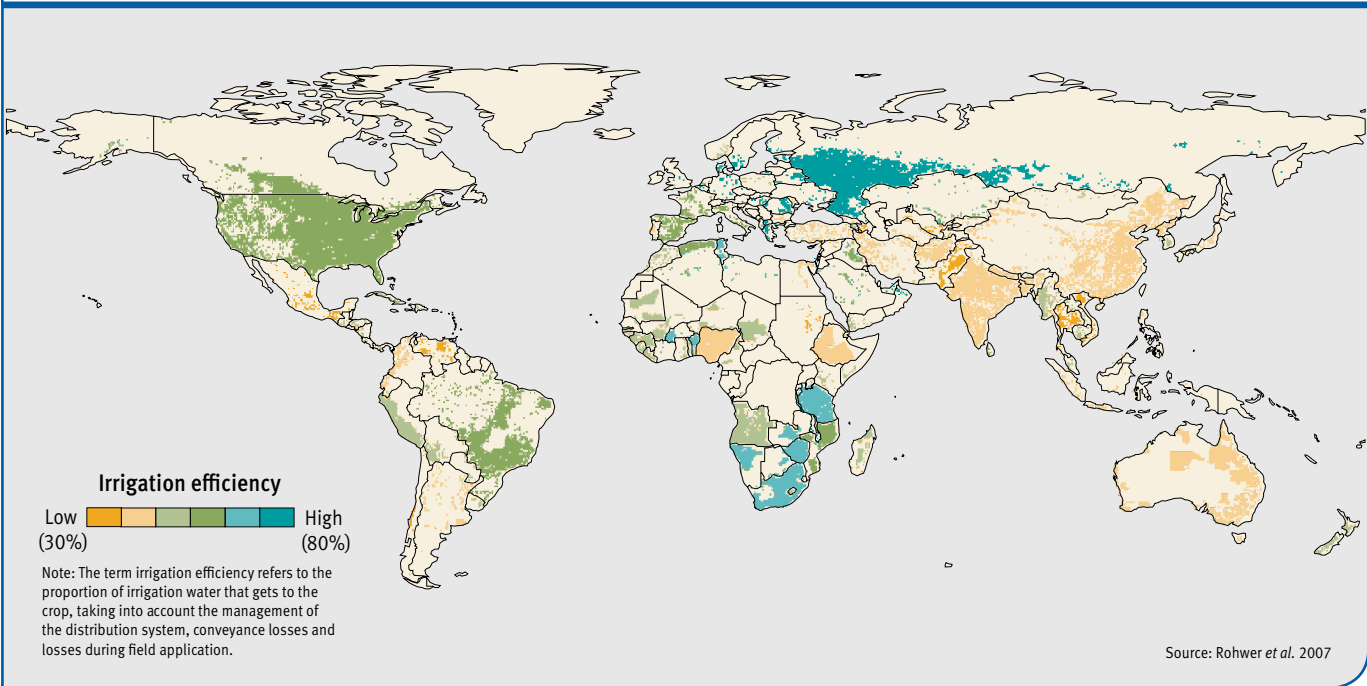 Irrigation efficiency
Low
(30%)
High
(80%)
Note: The term irrigation efficiency refers to the
proportion of irrigation water that gets to the
crop, taking into account the management of
the distribution system, conveyance losses and
losses during field application.
Source: Rohwer et al. 2007